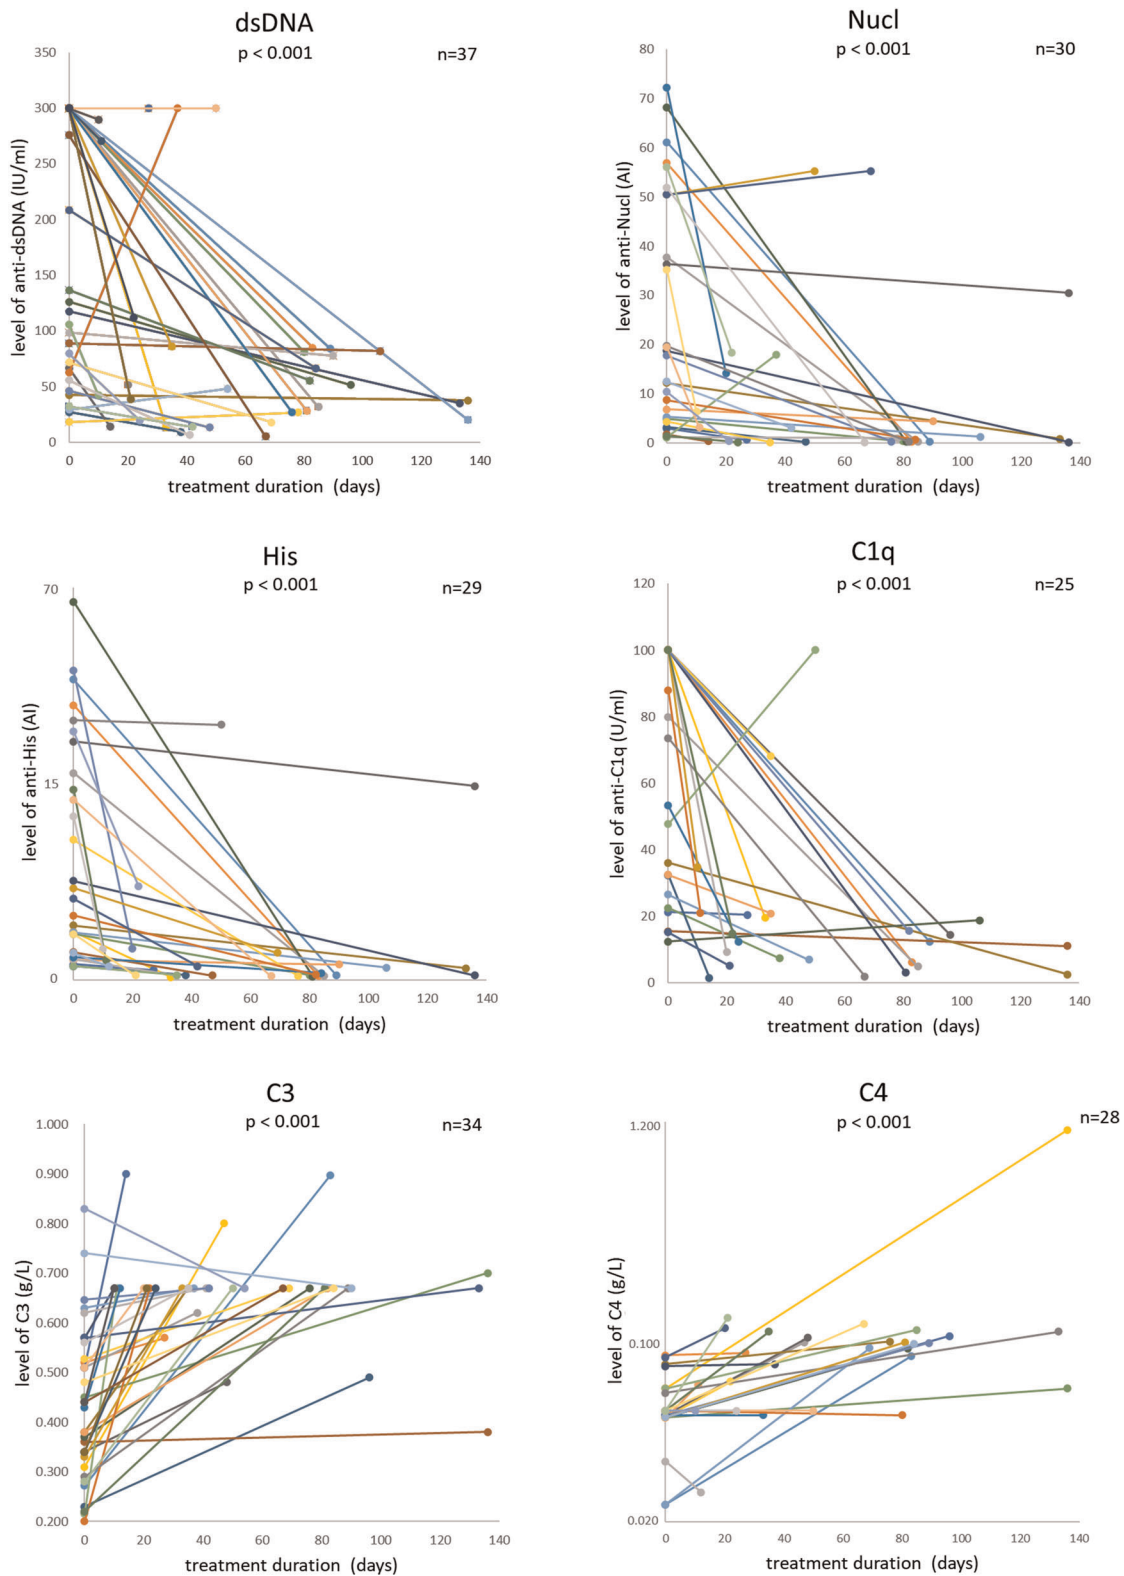 dsDNA
p < 0.001
n=37
350
300
250
200
150
100
50
0
level of anti-dsDNA (IU/ml)
0 20 40 60 80 100 120 140
treatment duration (days)
Nucl
p < 0.001
n=30
80
70
60
50
40
30
20
10
0
level of anti-Nucl (AI)
0 20 40 60 80 100 120 140
treatment duration (days)
His
p < 0.001
n=29
70
15
0
level of anti-His (AI)
0 20 40 60 80 100 120 140
treatment duration (days)
C1q
p < 0.001
n=25
120
100
80
60
40
20
0
level of anti-C1q (U/ml)
0 20 40 60 80 100 120 140
treatment duration (days)
C3
p < 0.001
n=34
1.000
0.900
0.800
0.700
0.600
0.500
0.400
0.300
0.200
level of C3 (g/L)
0 20 40 60 80 100 120 140
treatment duration (days)
C4
p < 0.001
n=28
1.200
0.100
0.020
level of C4 (g/L)
0 20 40 60 80 100 120 140
treatment duration (days)